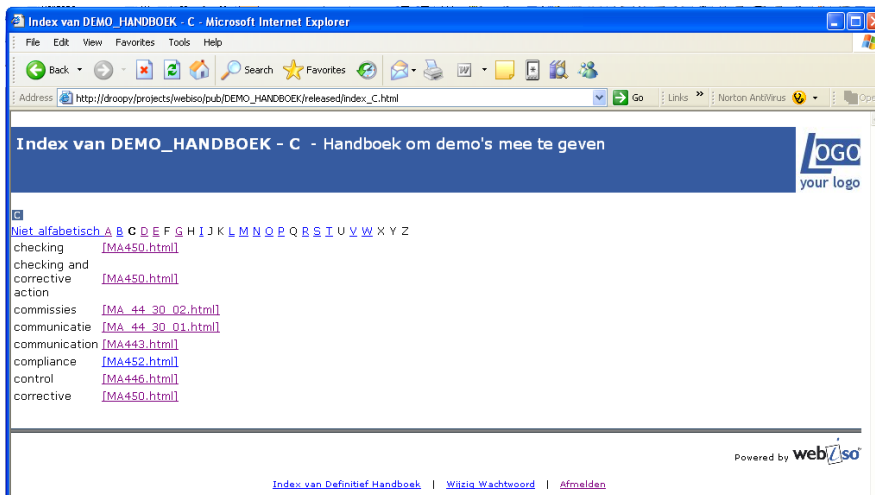 Index van DEMO_HANDBOEK - C - Microsoft Internet Explorer
File Edit View Favorites Tools Help
Back Search Favorites
Address http://droopy/projects/webiso/pub/DEMO_HANDBOEK/released/index_C.html Go Links » Norton AntiVirus Ope
Index van DEMO_HANDBOEK - C - Handboek om demo's mee te geven
LOGO
your logo
C
Niet alfabetisch A B C D E F G H I J K L M N O P Q R S T U V W X Y Z
checking [MA450.html]
checking and
corrective [MA450.html]
action
commissies [MA_44_30_02.html]
communicatie [MA_44_30_01.html]
communication [MA443.html]
compliance [MA452.html]
control [MA446.html]
corrective [MA450.html]
Powered by webiso
Index van Definitief Handboek | Wijzig Wachtwoord | Afmelden